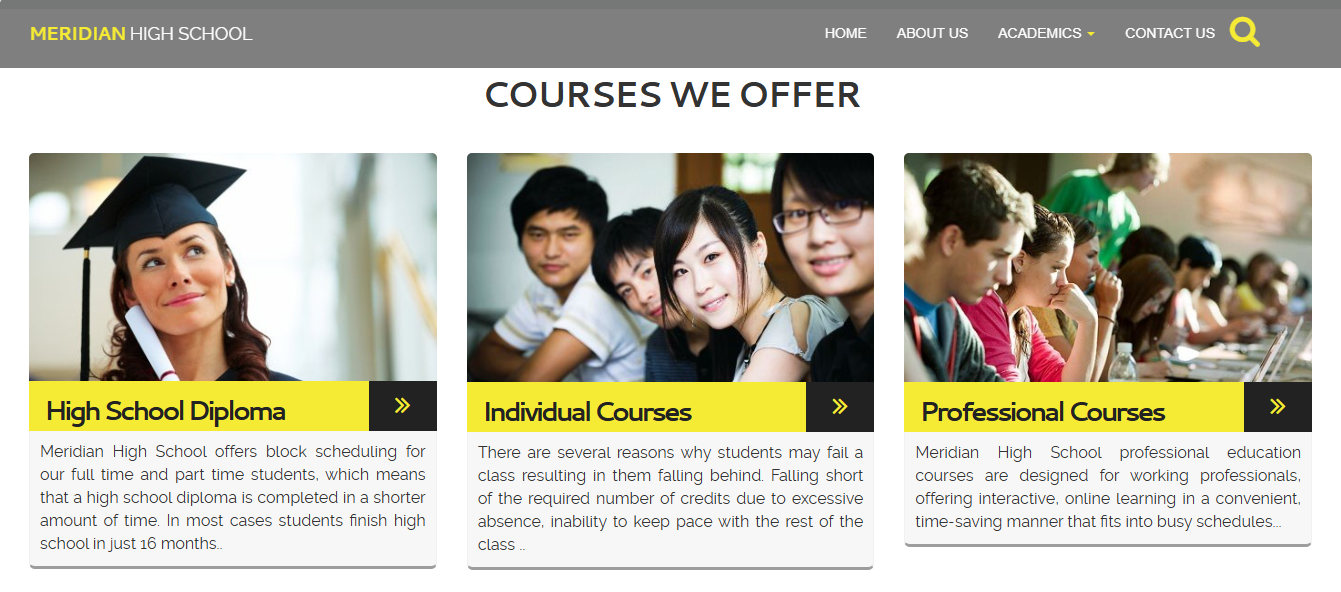 MERIDIAN HIGH SCHOOL
HOME ABOUT US ACADEMICS CONTACT US
COURSES WE OFFER
High School Diploma
Meridian High School offers block scheduling for
our full time and part time students, which means
that a high school diploma is completed in a shorter
amount of time. In most cases students finish high
school in just 16 months..
Individual Courses
There are several reasons why students may fail a
class resulting in them falling behind. Falling short
of the required number of credits due to excessive
absence, inability to keep pace with the rest of the
class ..
Professional Courses
Meridian High School professional education
courses are designed for working professionals,
offering interactive, online learning in a convenient,
time-saving manner that fits into busy schedules...